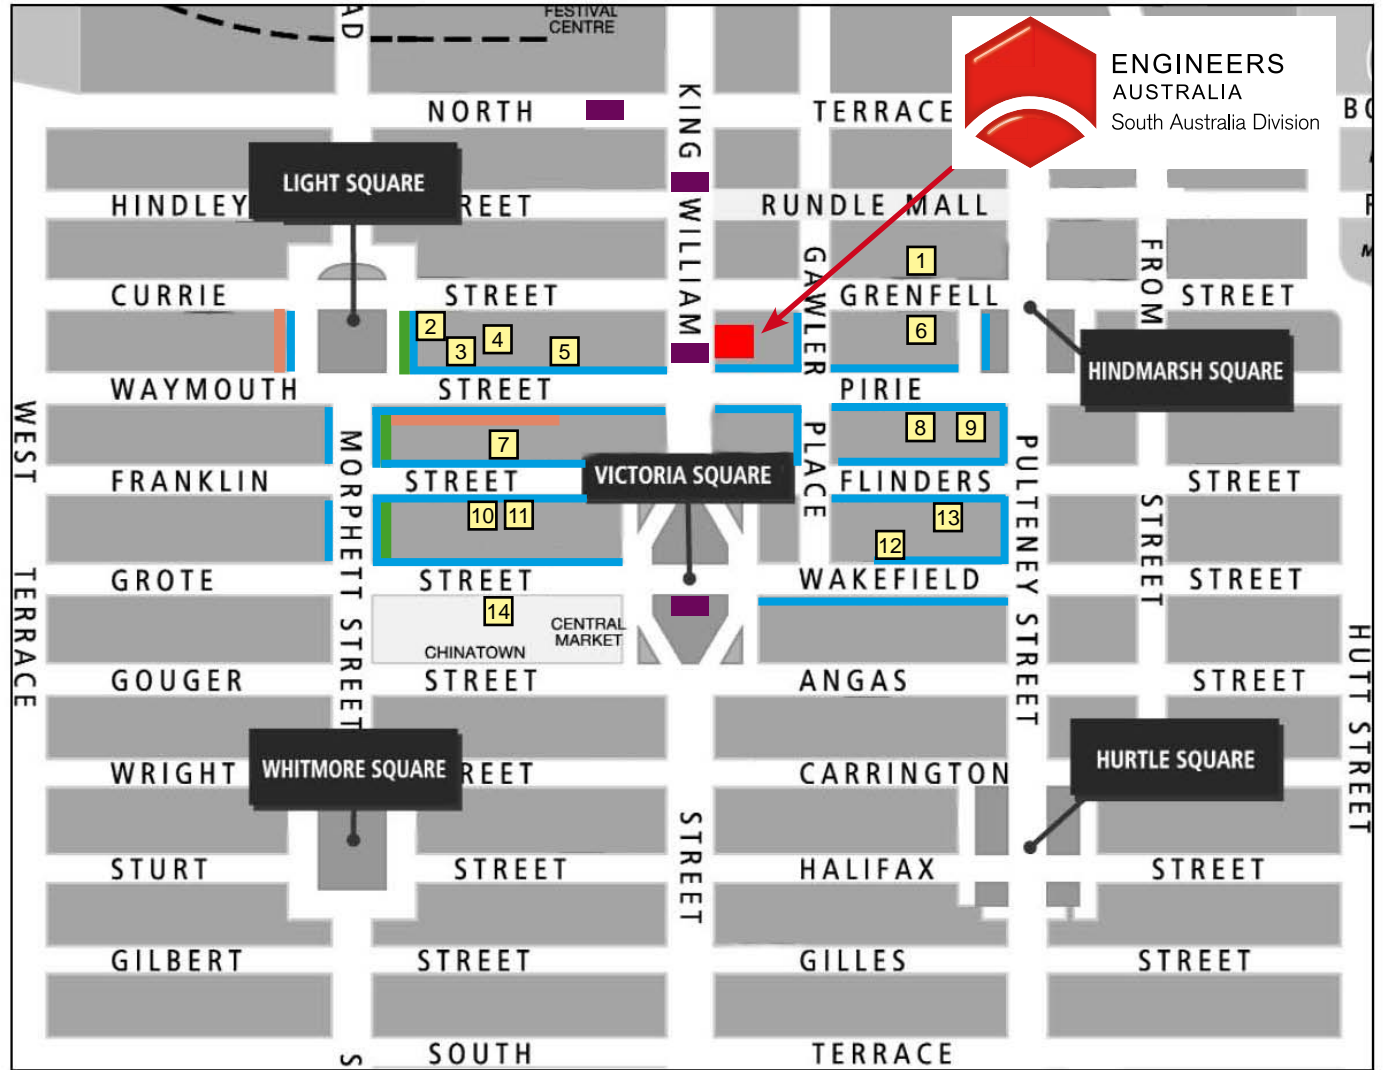 AD
FESTIVAL
CENTRE
ENGINEERS
AUSTRALIA
South Australia Division
NORTH
TERRACE
KING WILLIAM
STREET
LIGHT SQUARE
HINDLEY
REET
RUNDLE MALL
GAWLER
PLACE
FROM
STREET
1
CURRIE
STREET
GRENFELL
STREET
2
3
4
5
6
HINDMARSH SQUARE
WAYMOUTH
STREET
PIRIE
WEST
TERRACE
MORPHETT STREET
7
8
9
PULTENEY STREET
VICTORIA SQUARE
FRANKLIN
STREET
FLINDERS
STREET
10
11
12
13
GROTE
STREET
WAKEFIELD
STREET
14
CENTRAL
MARKET
CHINATOWN
HUTT STREET
GOUGER
STREET
ANGAS
STREET
WHITMORE SQUARE
HURTLE SQUARE
WRIGHT
REET
CARRINGTON
STURT
STREET
HALIFAX
STREET
GILBERT
STREET
GILLES
STREET
S
SOUTH
TERRACE